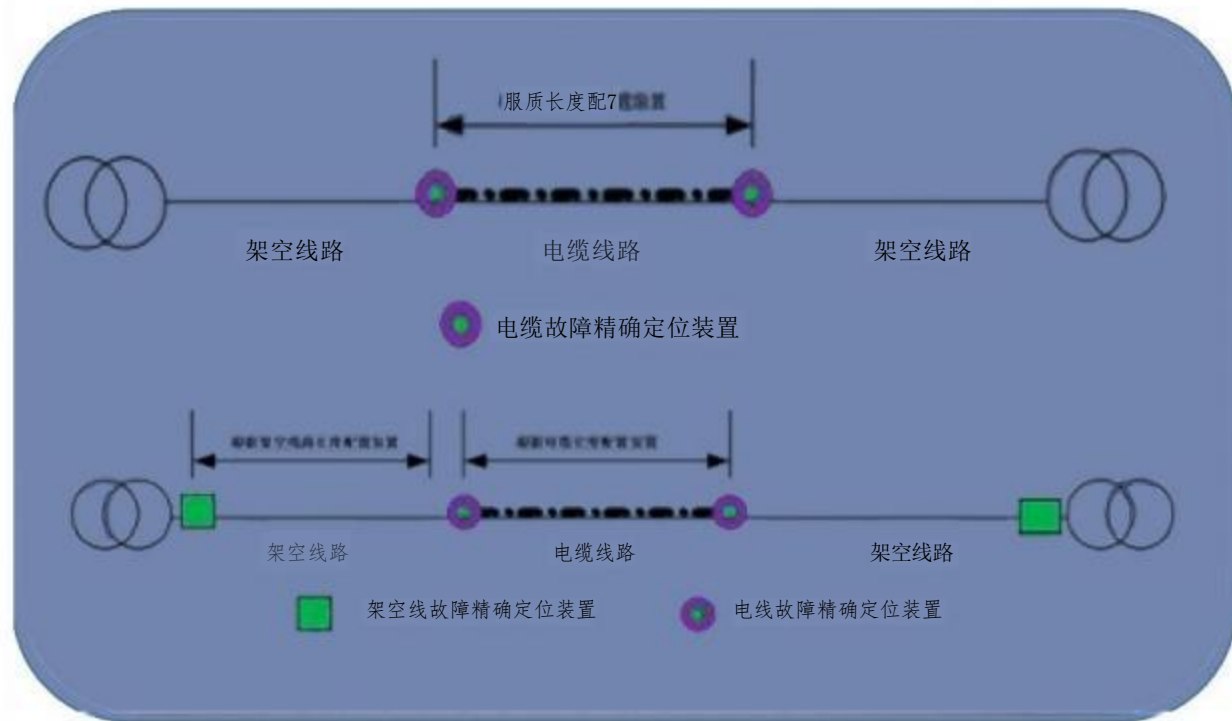 服质长度配7置装置
架空线路 电缆线路 架空线路
电缆故障精确定位装置
架空线路 电缆线路 架空线路
架空线故障精确定位装置 电线故障精确定位装置